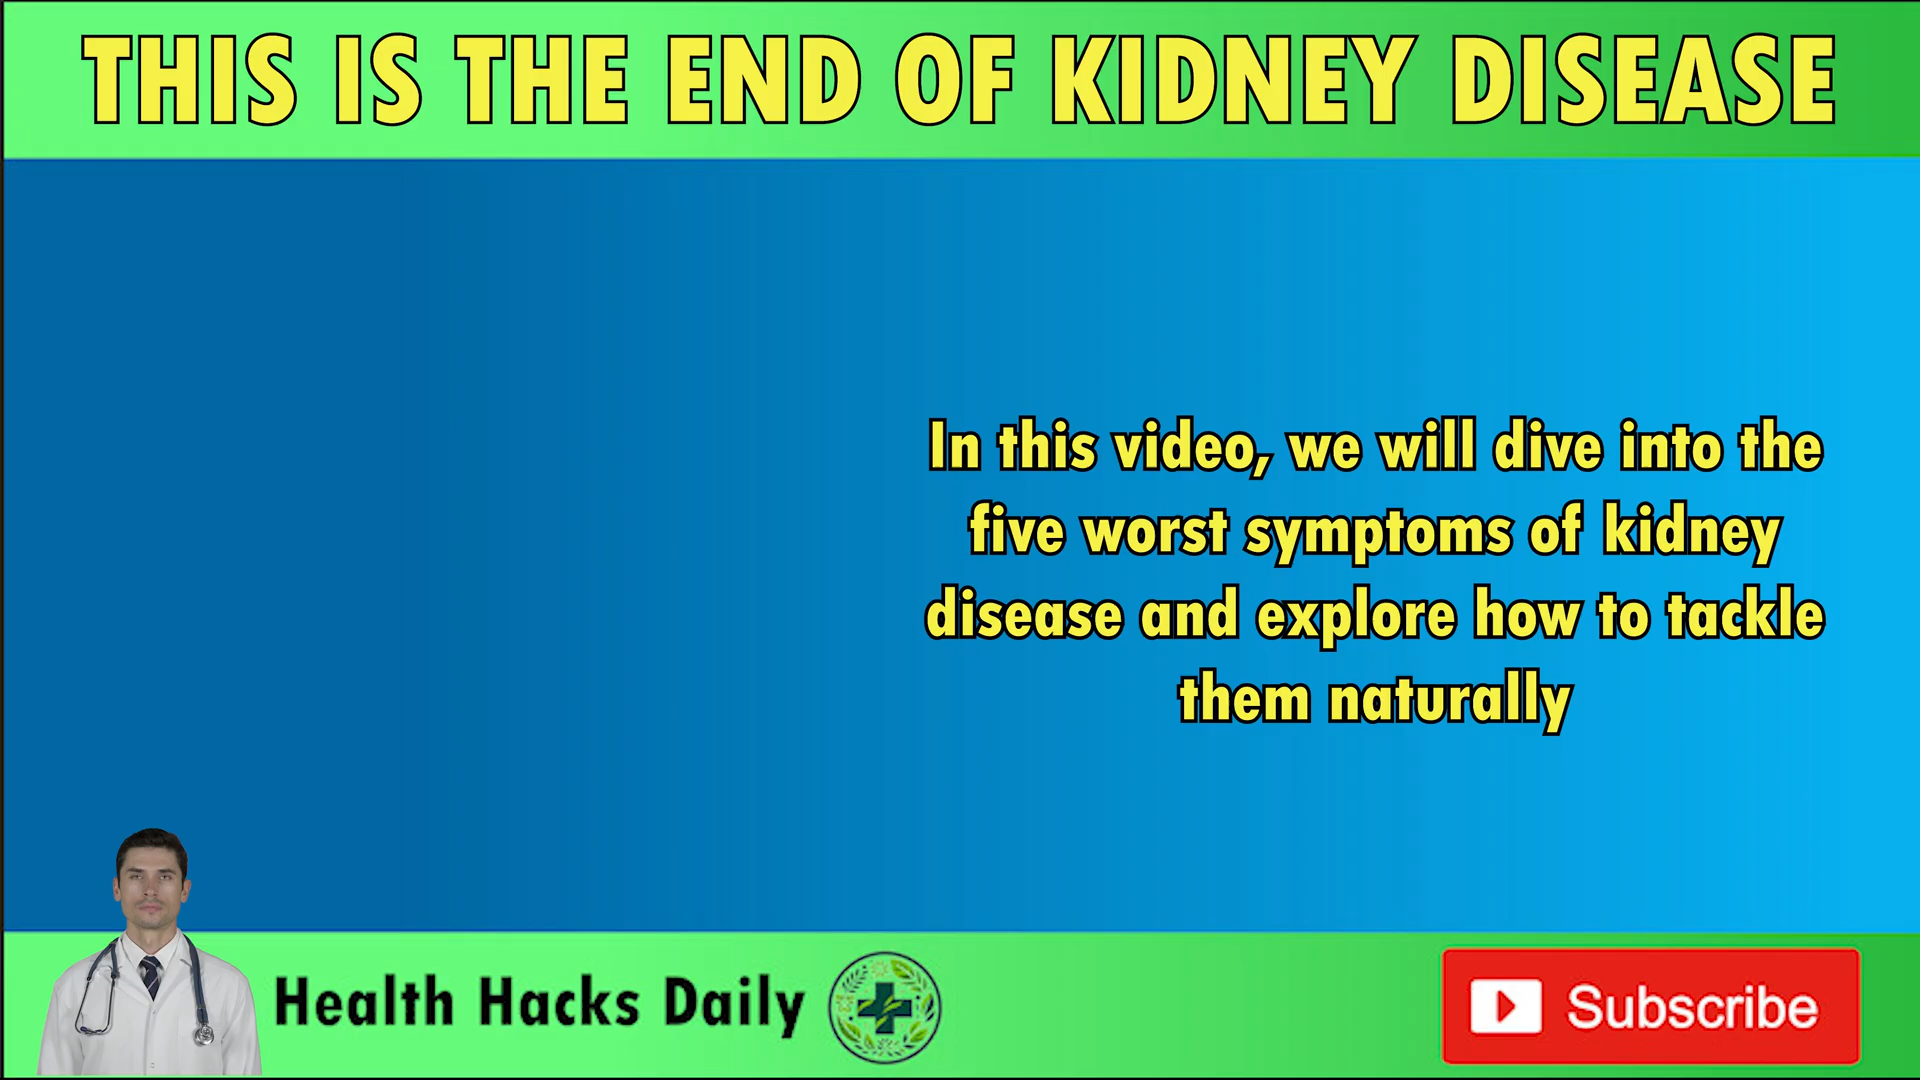 THIS IS THE END OF KIDNEY DISEASE
In this video, we will dive into the
five worst symptoms of kidney
disease and explore how to tackle
them naturally
Health Hacks Daily
Subscribe